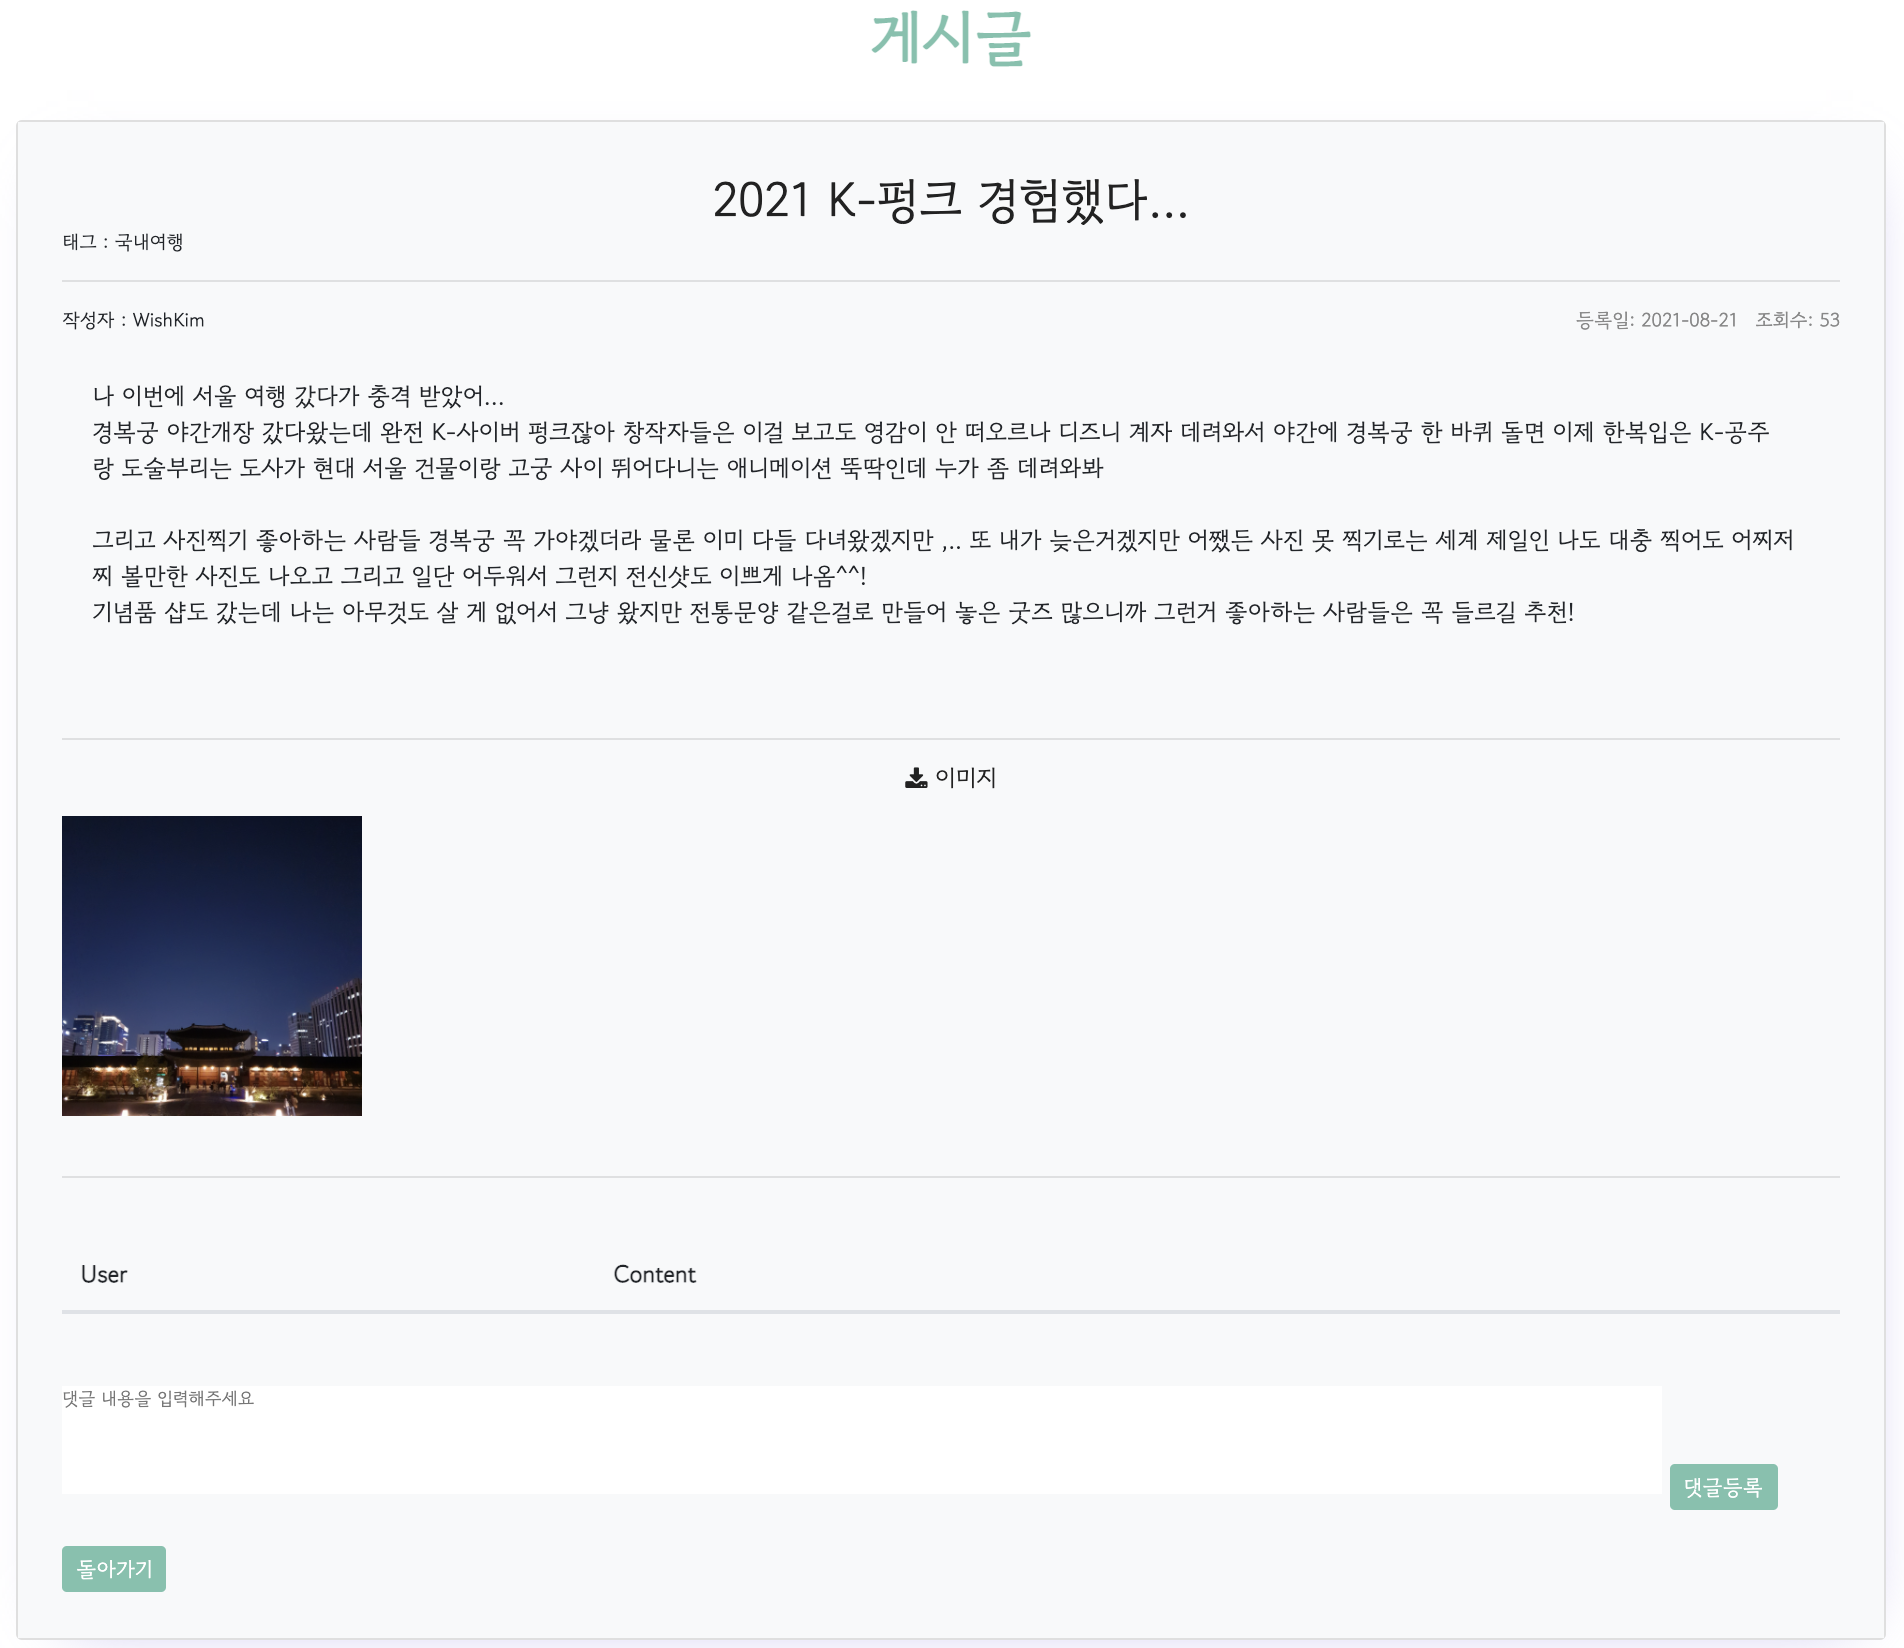 게시글
2021 K-펑크 경험했다...
태그 : 국내여행
작성자 : WishKim
등록일: 2021-08-21 조회수: 53
나 이번에 서울 여행 갔다가 충격 받았어...
경복궁 야간개장 갔다왔는데 완전 K-사이버 펑크잖아 창작자들은 이걸 보고도 영감이 안 떠오르나 디즈니 계자 데려와서 야간에 경복궁 한 바퀴 돌면 이제 한복입은 K-공주
랑 도술부리는 도사가 현대 서울 건물이랑 고궁 사이 뛰어다니는 애니메이션 뚝딱인데 누가 좀 데려와봐
그리고 사진찍기 좋아하는 사람들 경복궁 꼭 가야겠더라 물론 이미 다들 다녀왔겠지만 ,.. 또 내가 늦은거겠지만 어쨌든 사진 못 찍기로는 세계 제일인 나도 대충 찍어도 어찌저
찌 볼만한 사진도 나오고 그리고 일단 어두워서 그런지 전신샷도 이쁘게 나옴^^!
기념품 샵도 갔는데 나는 아무것도 살 게 없어서 그냥 왔지만 전통문양 같은걸로 만들어 놓은 굿즈 많으니까 그런거 좋아하는 사람들은 꼭 들르길 추천!
이미지
User Content
댓글 내용을 입력해주세요
댓글등록
돌아가기